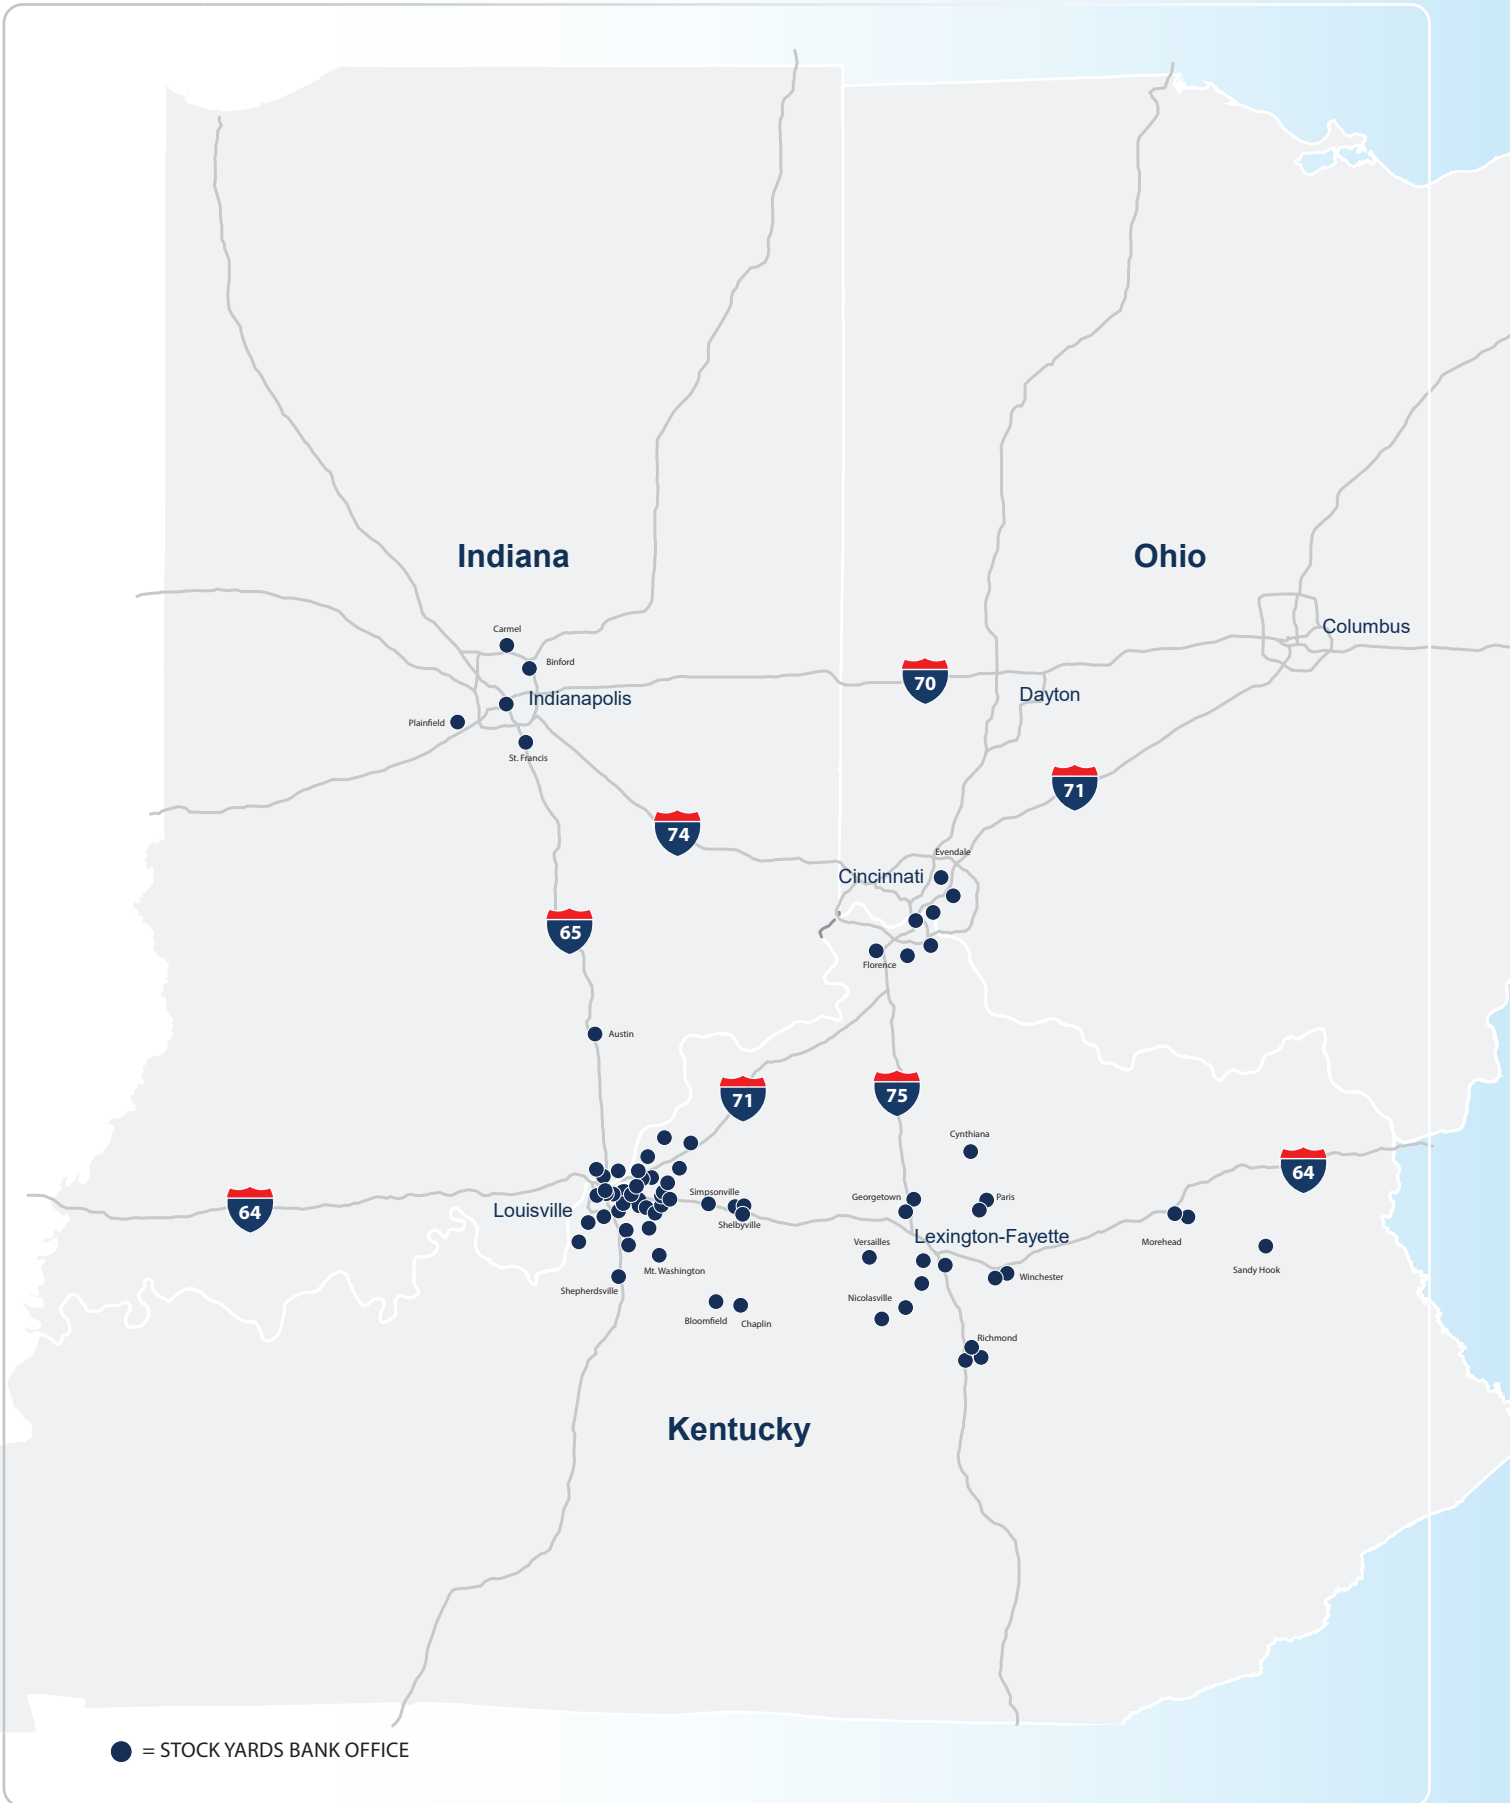 Indiana
Ohio
Carmel
Columbus
Binford
70
Indianapolis
Dayton
Plainfield
St. Francis
71
74
Evendale
Cincinnati
65
Florence
Austin
71
75
Cynthiana
64
Simpsonville
Georgetown
Paris
64
Louisville
Shelbyville
Lexington-Fayette
Versailles
Morehead
Mt. Washington
Sandy Hook
Winchester
Shepherdsville
Nicolasville
Bloomfield
Chaplin
Richmond
Kentucky
= STOCK YARDS BANK OFFICE